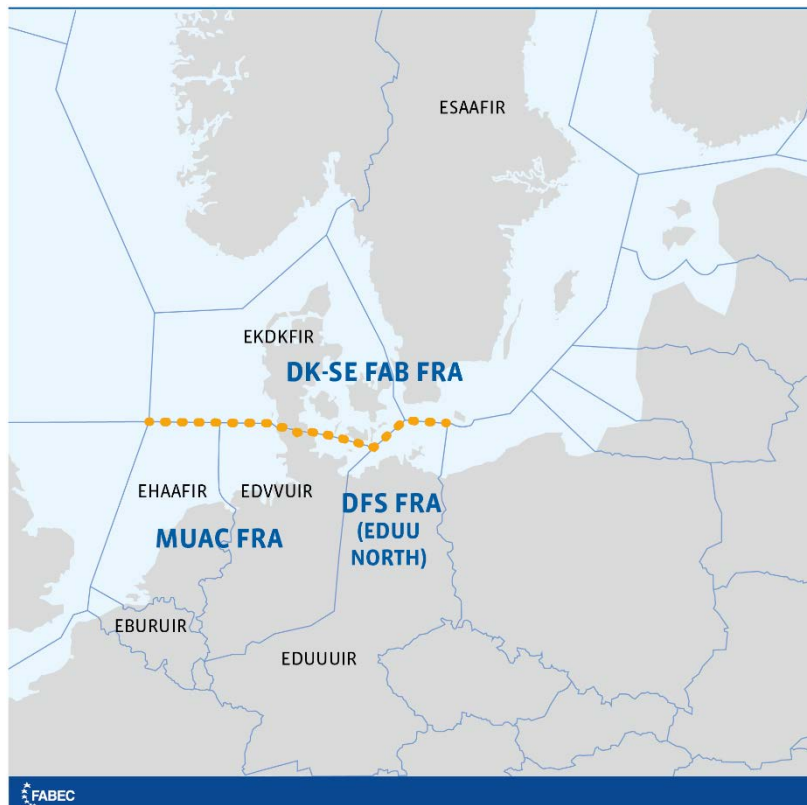 ESAAFIR
EKDKFIR
DK-SE FAB FRA
EHAAFIR
EDVVUIR
MUAC FRA
DFS FRA
(EDUU
NORTH)
EBURUIR
EDUUUIR
FABEC